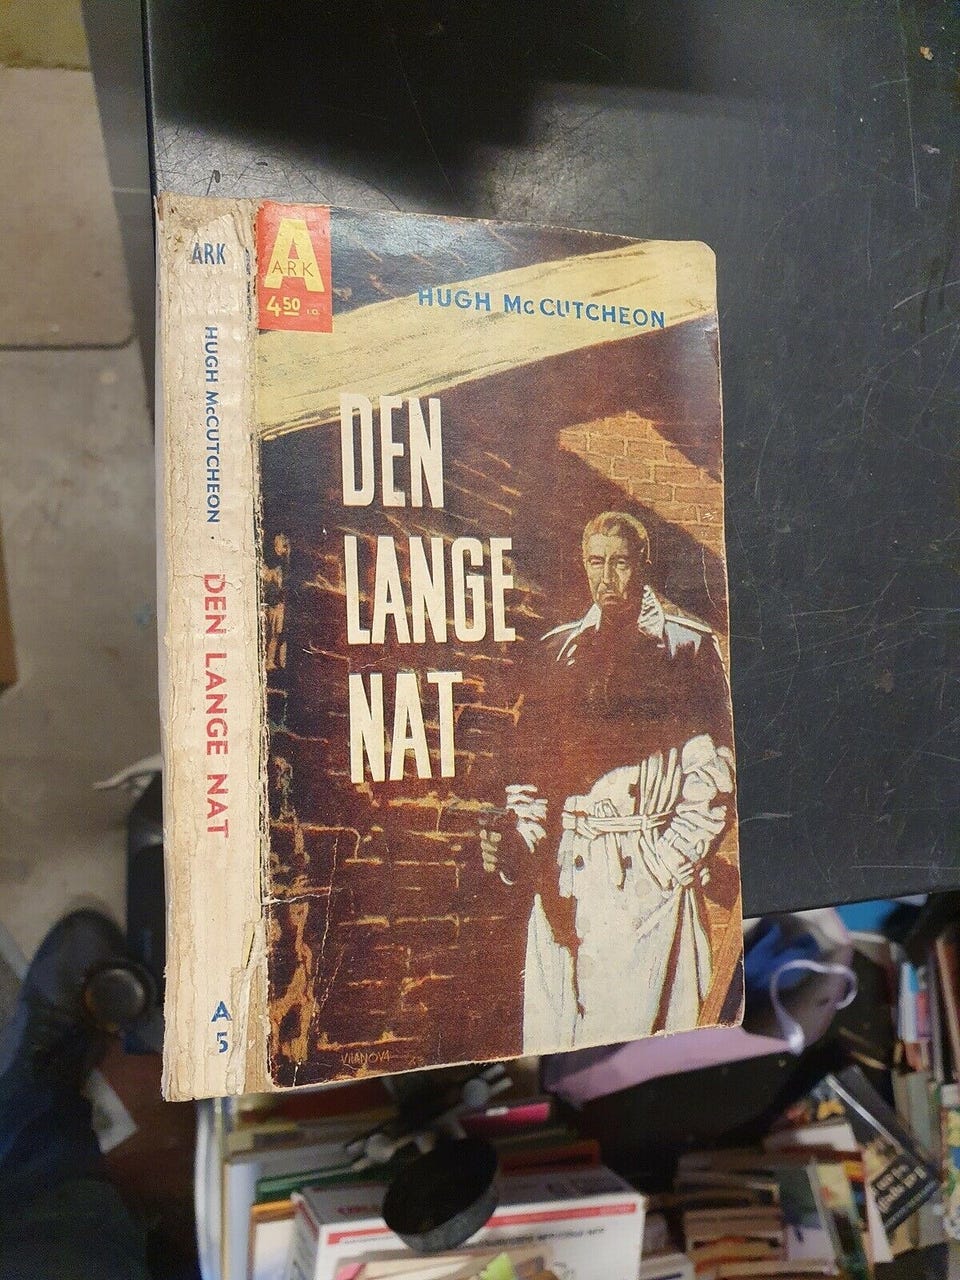 ARK
HUGH McCUTCHEON
DEN LANGE NAT
A
5
A
ARK
4.50 I.O.
HUGH McCUTCHEON
DEN
LANGE
NAT
VILANOVA